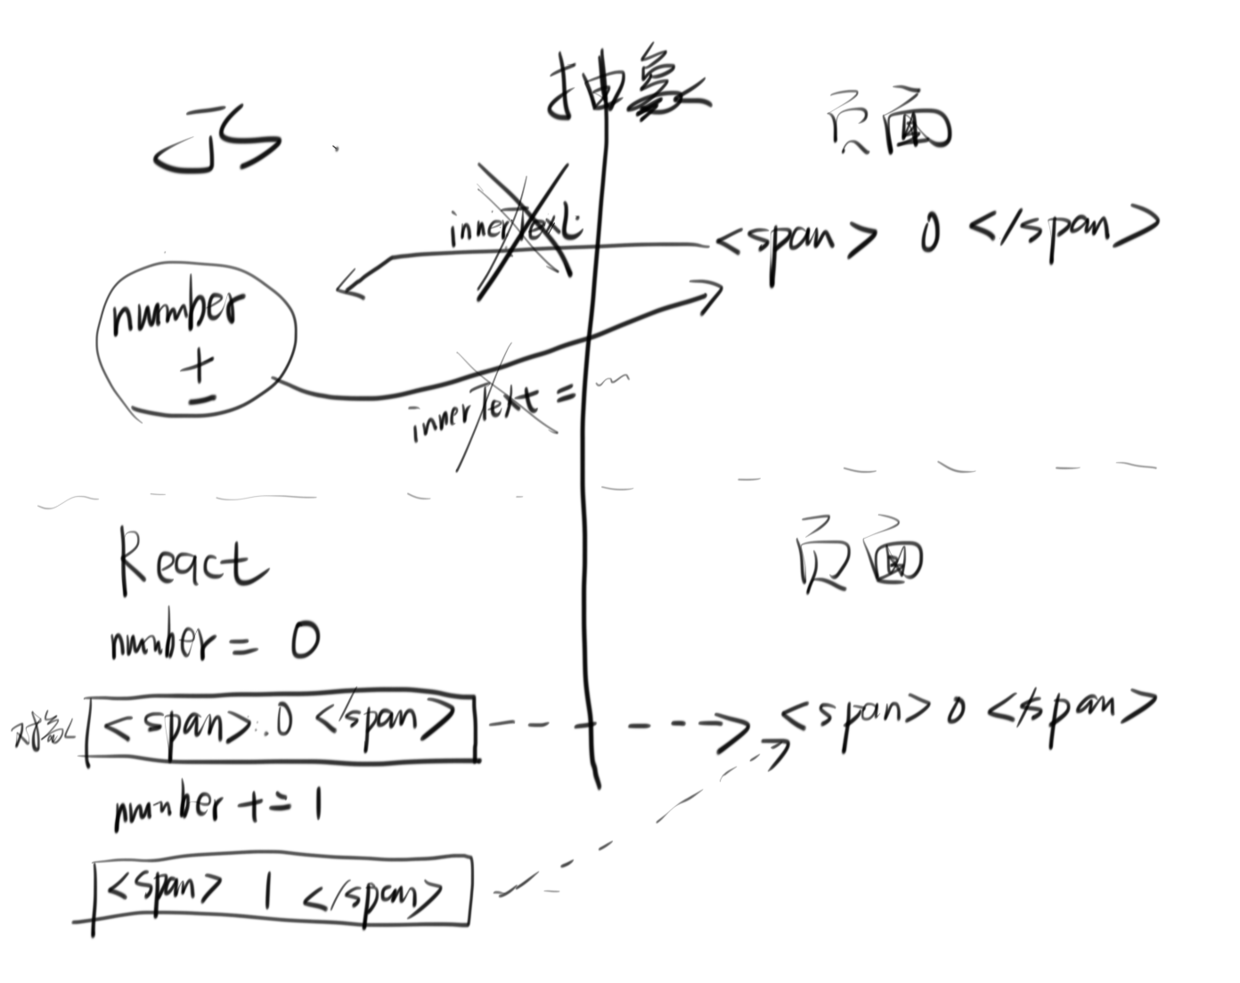 抽象
JS
页面
innerText
<span> 0 </span>
number
+
-
innerText = ~
React
页面
number = 0
对象
<span> 0 </span>
<span> 0 </span>
number += 1
<span> 1 </span>